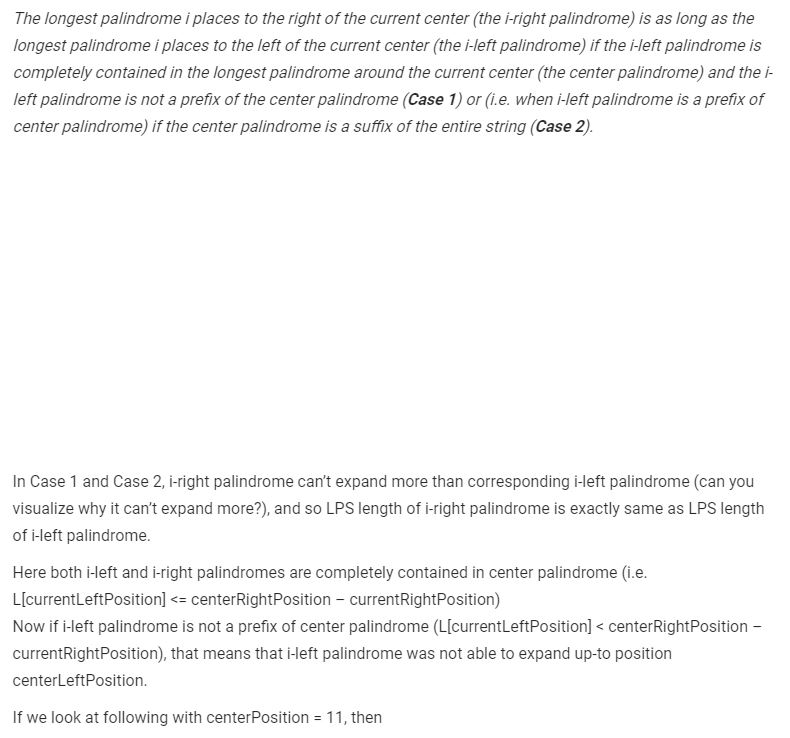 The longest palindrome i places to the right of the current center (the i-right palindrome) is as long as the
longest palindrome i places to the left of the current center (the i-left palindrome) if the i-left palindrome is
completely contained in the longest palindrome around the current center (the center palindrome) and the i-
left palindrome is not a prefix of the center palindrome (Case 1) or (i.e. when i-left palindrome is a prefix of
center palindrome) if the center palindrome is a suffix of the entire string (Case 2).
In Case 1 and Case 2, i-right palindrome can't expand more than corresponding i-left palindrome (can you
visualize why it can't expand more?), and so LPS length of i-right palindrome is exactly same as LPS length
of i-left palindrome.
Here both i-left and i-right palindromes are completely contained in center palindrome (i.e.
L[currentLeftPosition] <= centerRightPosition – currentRightPosition)
Now if i-left palindrome is not a prefix of center palindrome (L[currentLeftPosition] < centerRightPosition –
currentRightPosition), that means that i-left palindrome was not able to expand up-to position
centerLeftPosition.
If we look at following with centerPosition = 11, then